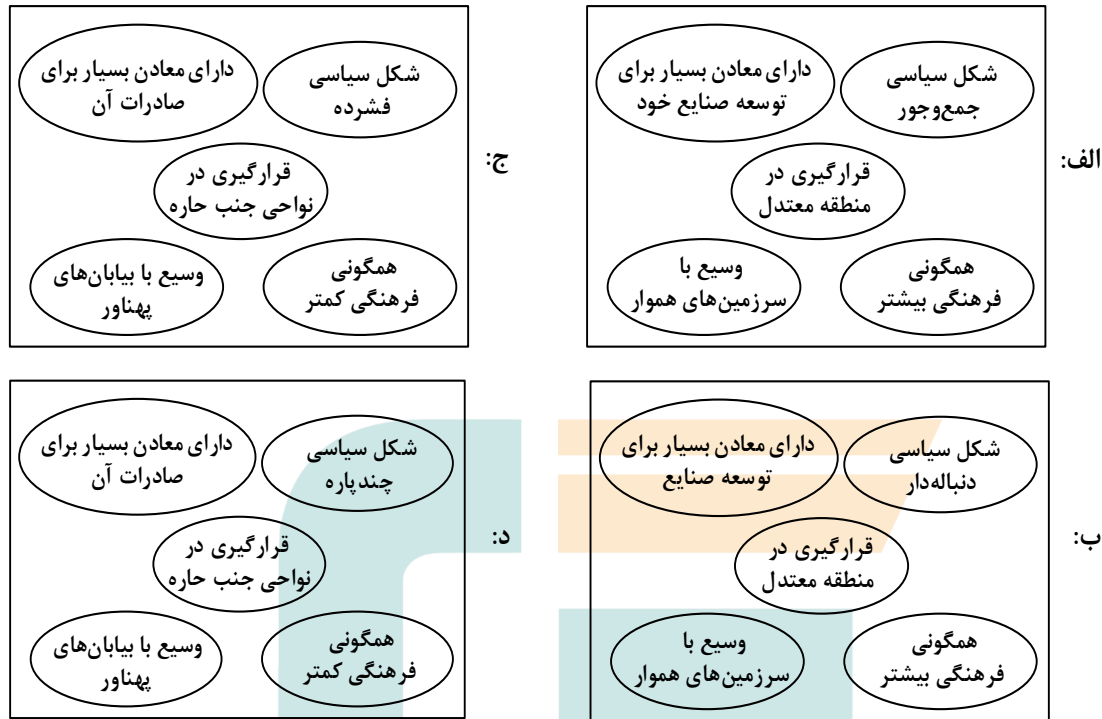 الف:
شکل سیاسی
جمع‌وجور
دارای معادن بسیار برای
توسعه صنایع خود
قرارگیری در
منطقه معتدل
همگونی
فرهنگی بیشتر
وسیع با
سرزمین‌های هموار
ج:
شکل سیاسی
فشرده
دارای معادن بسیار برای
صادرات آن
قرارگیری در
نواحی جنب حاره
همگونی
فرهنگی کمتر
وسیع با بیابان‌های
پهناور
ب:
شکل سیاسی
دنباله‌دار
دارای معادن بسیار برای
توسعه صنایع
قرارگیری در
منطقه معتدل
همگونی
فرهنگی بیشتر
وسیع با
سرزمین‌های هموار
د:
شکل سیاسی
چندپاره
دارای معادن بسیار برای
صادرات آن
قرارگیری در
نواحی جنب حاره
همگونی
فرهنگی کمتر
وسیع با بیابان‌های
پهناور